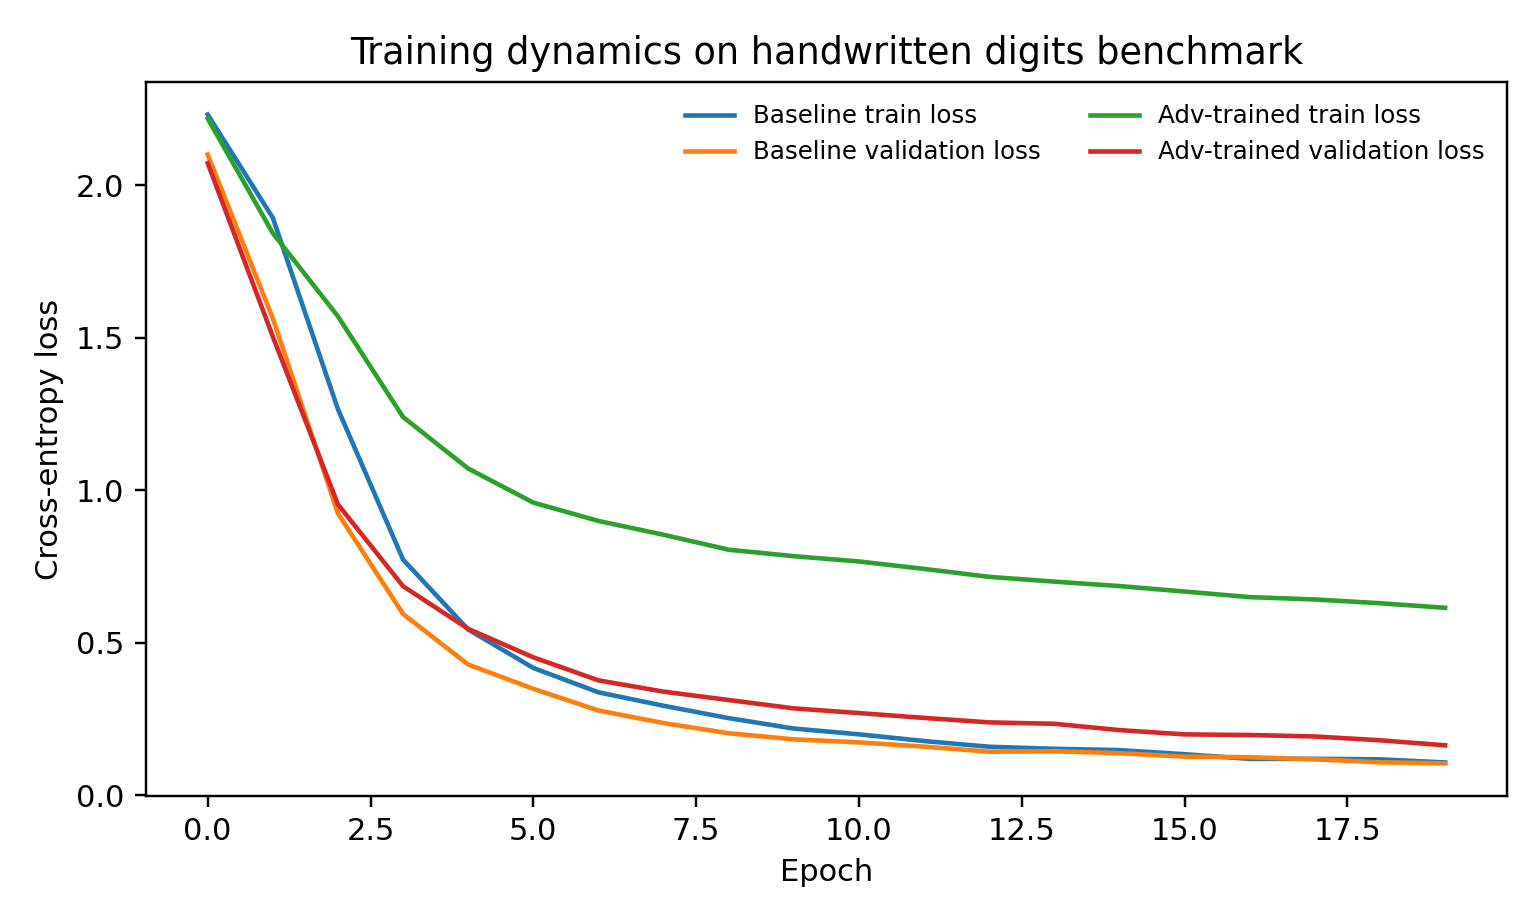 Training dynamics on handwritten digits benchmark
Baseline train loss
Baseline validation loss
Adv-trained train loss
Adv-trained validation loss
Cross-entropy loss
2.0
1.5
1.0
0.5
0.0
0.0 2.5 5.0 7.5 10.0 12.5 15.0 17.5
Epoch